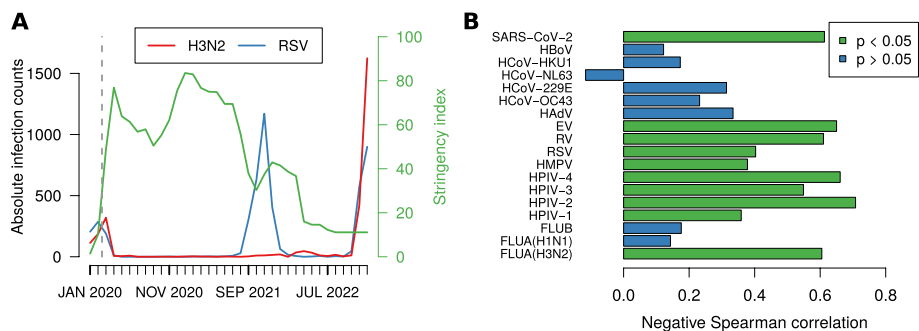 A
H3N2 RSV
Absolute infection counts
0
500
1000
1500
Stringency index
100
80
60
40
20
0
JAN 2020 NOV 2020 SEP 2021 JUL 2022
B
p < 0.05
p > 0.05
SARS−CoV−2
HBoV
HCoV−HKU1
HCoV−NL63
HCoV−229E
HCoV−OC43
HAdV
EV
RV
RSV
HMPV
HPIV−4
HPIV−3
HPIV−2
HPIV−1
FLUB
FLUA(H1N1)
FLUA(H3N2)
0.0 0.2 0.4 0.6 0.8
Negative Spearman correlation